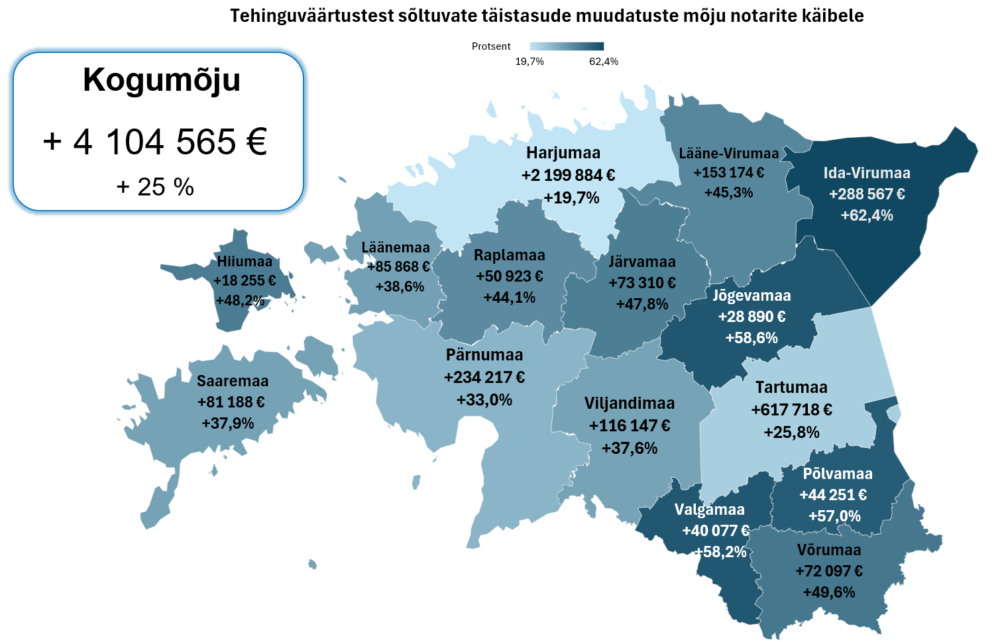 Tehinguväärtustest sõltuvate täistasude muudatuste mõju notarite käibele
Protsent
19,7% 62,4%
Kogumõju
+ 4 104 565 €
+ 25 %
Harjumaa
+2 199 884 €
+19,7%
Lääne-Virumaa
+153 174 €
+45,3%
Ida-Virumaa
+288 567 €
+62,4%
Hiiumaa
+18 255 €
+48,2%
Läänemaa
+85 868 €
+38,6%
Raplamaa
+50 923 €
+44,1%
Järvamaa
+73 310 €
+47,8%
Jõgevamaa
+28 890 €
+58,6%
Saaremaa
+81 188 €
+37,9%
Pärnumaa
+234 217 €
+33,0%
Viljandimaa
+116 147 €
+37,6%
Tartumaa
+617 718 €
+25,8%
Valgamaa
+40 077 €
+58,2%
Põlvamaa
+44 251 €
+57,0%
Võrumaa
+72 097 €
+49,6%